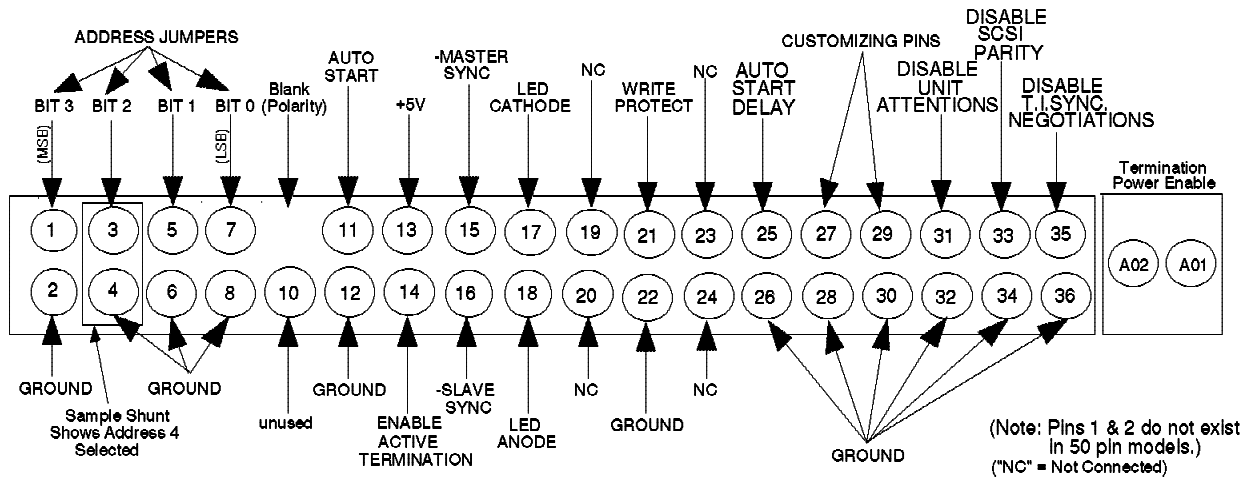 ADDRESS JUMPERS
BIT 3
BIT 2
BIT 1
BIT 0
(MSB)
(LSB)
Blank
(Polarity)
AUTO
START
+5V
-MASTER
SYNC
LED
CATHODE
NC
WRITE
PROTECT
NC
AUTO
START
DELAY
CUSTOMIZING PINS
DISABLE
UNIT
ATTENTIONS
DISABLE
SCSI
PARITY
DISABLE
T.I.SYNC.
NEGOTIATIONS
Termination
Power Enable
1 3 5 7 11 13 15 17 19 21 23 25 27 29 31 33 35
A02 A01
2 4 6 8 10 12 14 16 18 20 22 24 26 28 30 32 34 36
GROUND
Sample Shunt
Shows Address 4
Selected
GROUND
unused
GROUND
ENABLE
ACTIVE
TERMINATION
-SLAVE
SYNC
LED
ANODE
NC
GROUND
NC
GROUND
(Note: Pins 1 & 2 do not exist
in 50 pin models.)
("NC" = Not Connected)